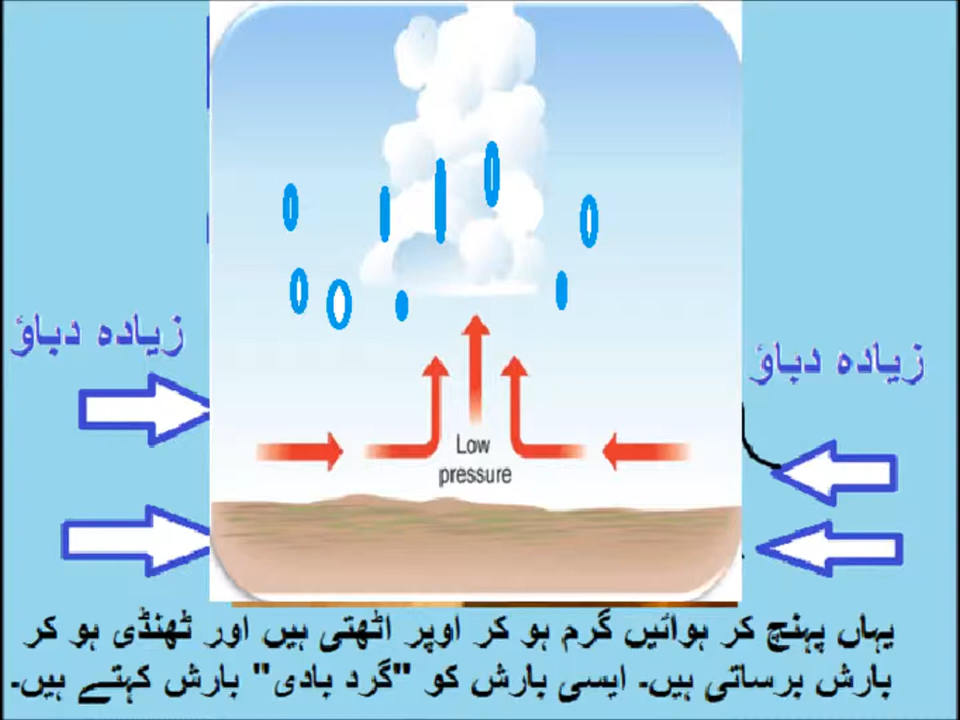 زیادہ دباؤ
زیادہ دباؤ
Low
pressure
یہاں پہنچ کر ہوائیں گرم ہو کر اوپر اٹھتی ہیں اور ٹھنڈی ہو کر
بارش برساتی ہیں۔ ایسی بارش کو "گرد بادی" بارش کہتے ہیں۔